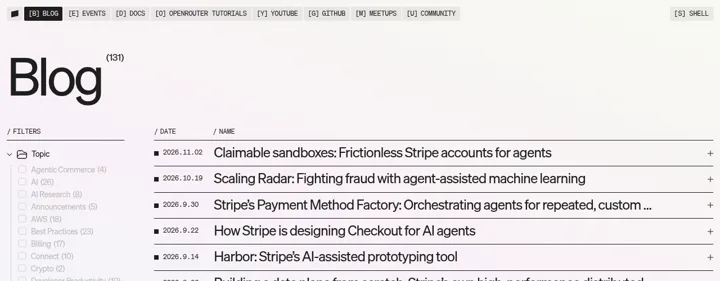 [B] BLOG
[E] EVENTS
[D] DOCS
[O] OPENROUTER TUTORIALS
[Y] YOUTUBE
[G] GITHUB
[W] MEETUPS
[U] COMMUNITY
[S] SHELL
Blog (131)
/ FILTERS
Topic
Agentic Commerce (4)
AI (26)
AI Research (8)
Announcements (5)
AWS (18)
Best Practices (23)
Billing (17)
Connect (10)
Crypto (2)
/ DATE / NAME
2026.11.02 Claimable sandboxes: Frictionless Stripe accounts for agents +
2026.10.19 Scaling Radar: Fighting fraud with agent-assisted machine learning +
2026.9.30 Stripe's Payment Method Factory: Orchestrating agents for repeated, custom ... +
2026.9.22 How Stripe is designing Checkout for AI agents +
2026.9.14 Harbor: Stripe's AI-assisted prototyping tool +